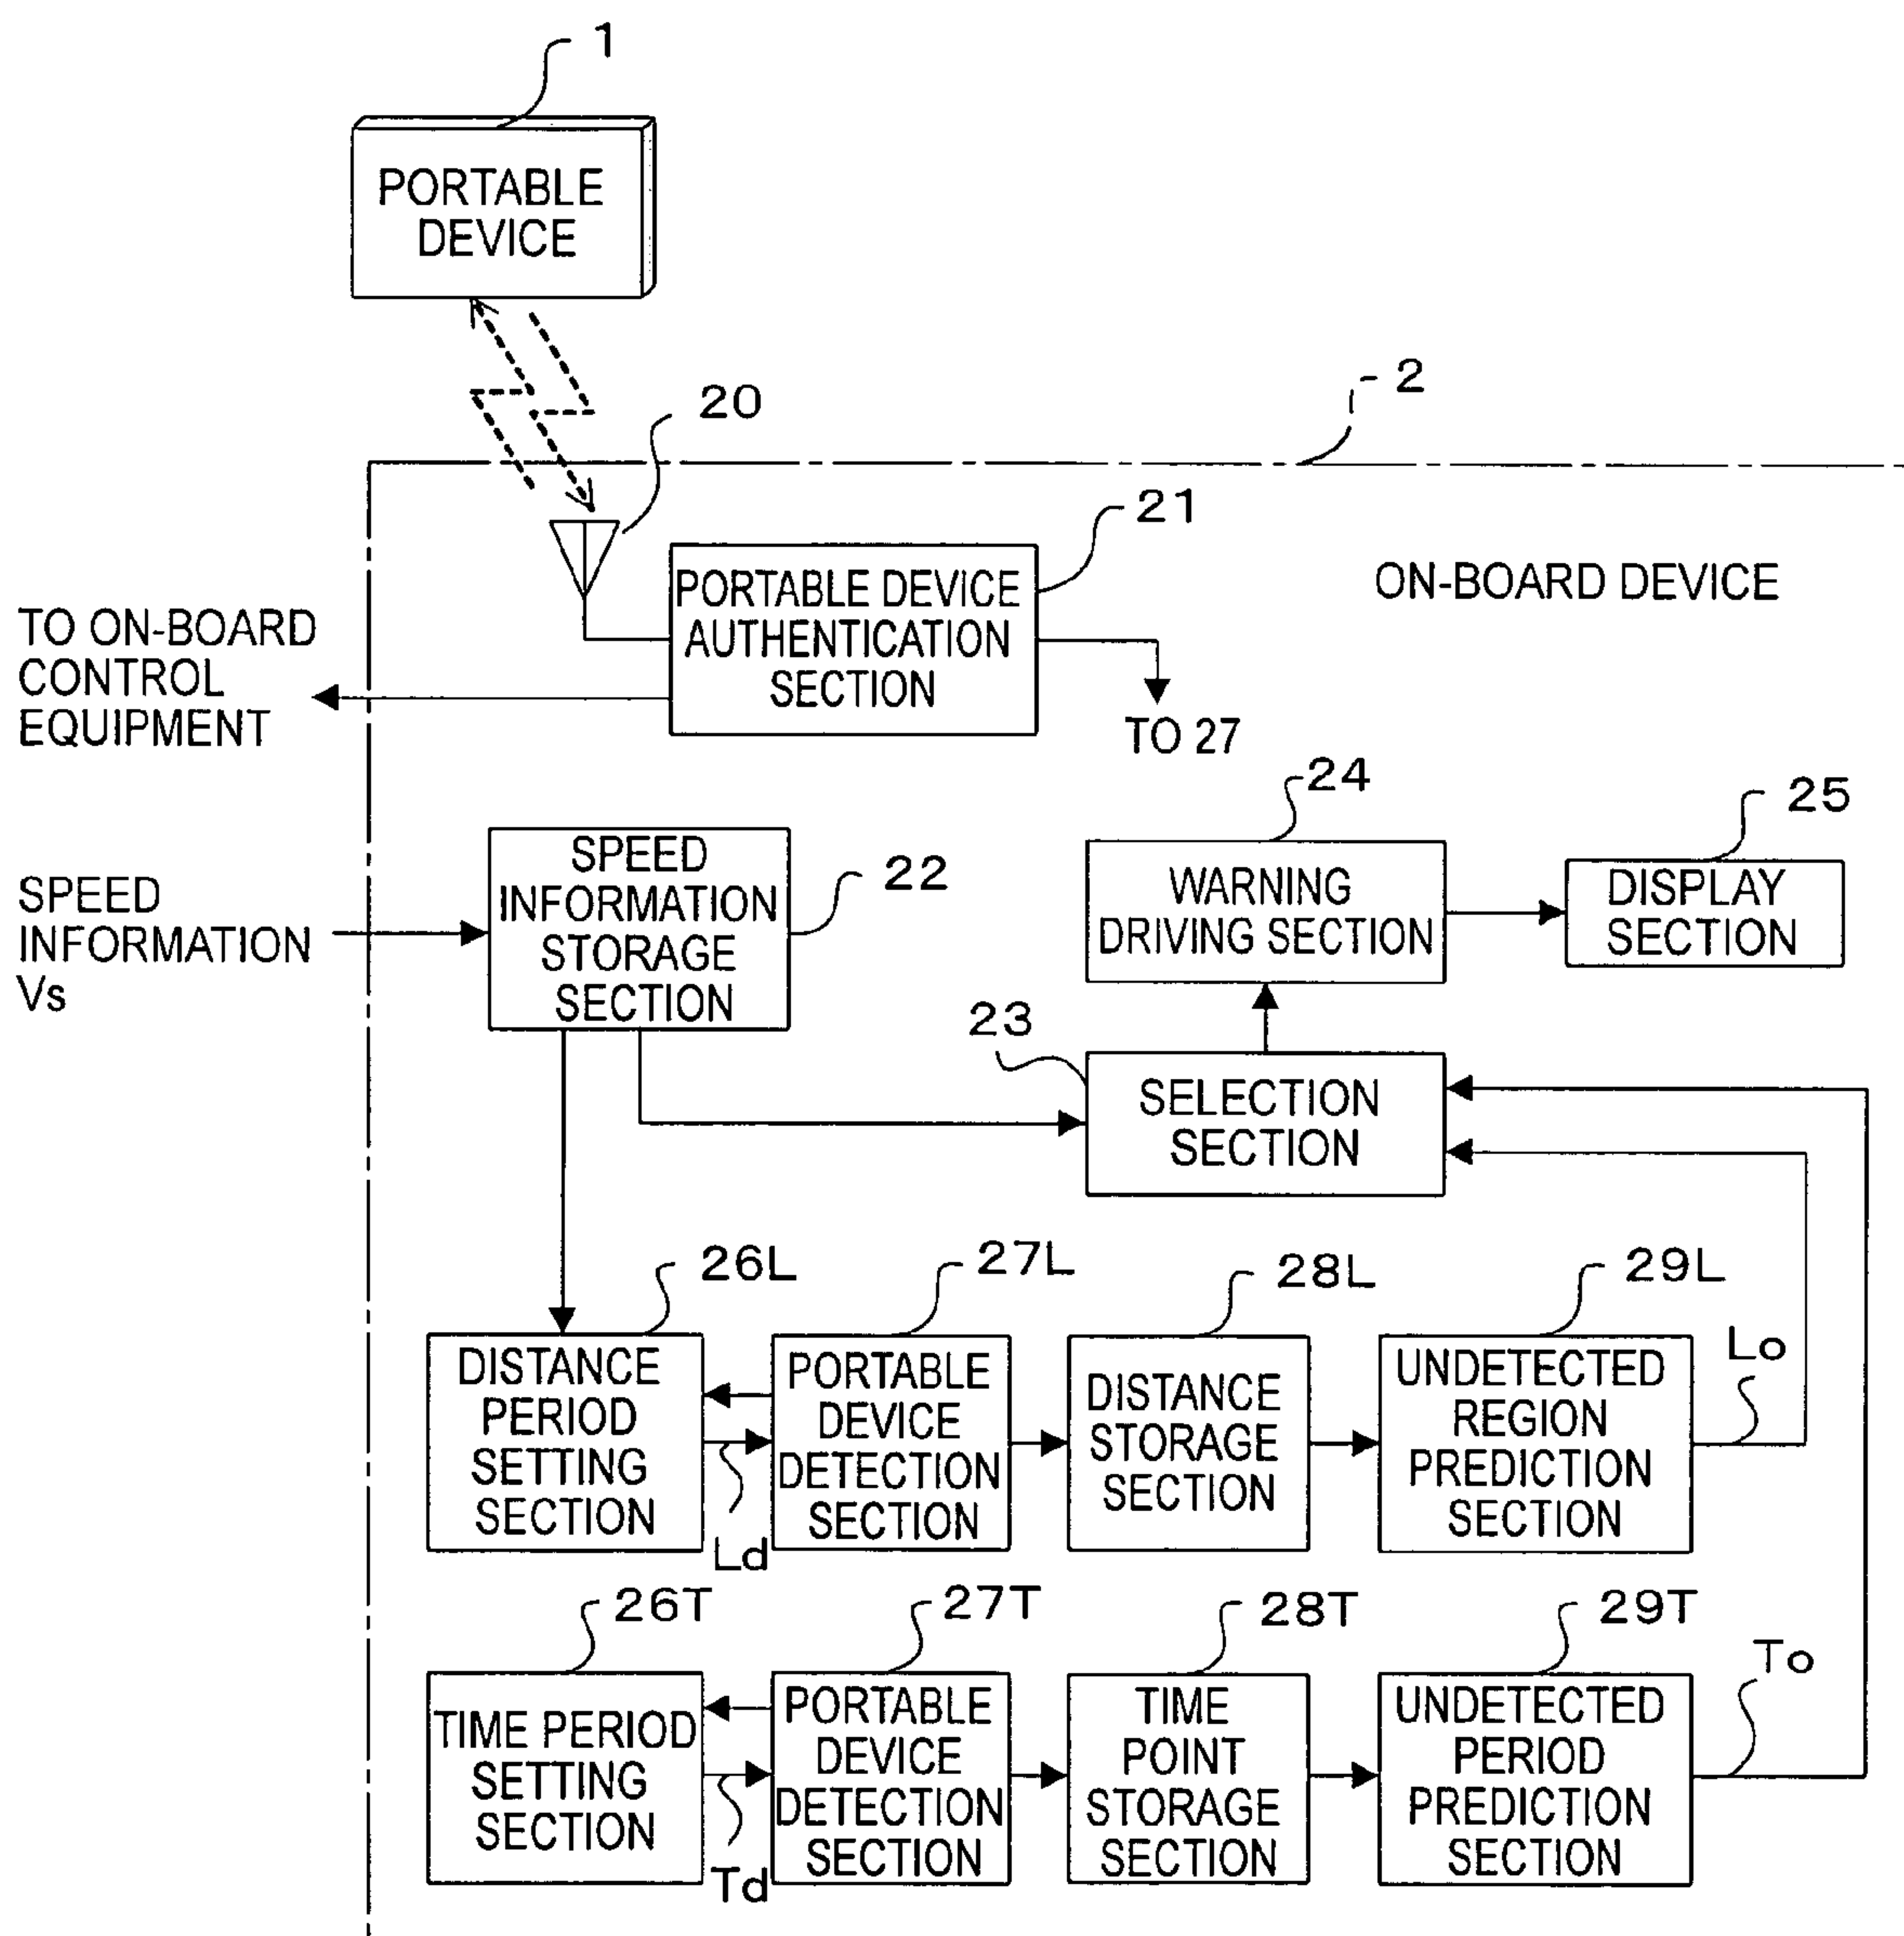 1
PORTABLE
DEVICE
2
20
21
PORTABLE DEVICE
AUTHENTICATION
SECTION
ON-BOARD DEVICE
TO ON-BOARD
CONTROL
EQUIPMENT
TO 27
24
25
SPEED
INFORMATION
STORAGE
SECTION
22
WARNING
DRIVING SECTION
DISPLAY
SECTION
SPEED
INFORMATION
Vs
23
SELECTION
SECTION
26L
27L
28L
29L
DISTANCE
PERIOD
SETTING
SECTION
PORTABLE
DEVICE
DETECTION
SECTION
DISTANCE
STORAGE
SECTION
UNDETECTED
REGION
PREDICTION
SECTION
Lo
Ld
26T
27T
28T
29T
TIME PERIOD
SETTING
SECTION
PORTABLE
DEVICE
DETECTION
SECTION
TIME
POINT
STORAGE
SECTION
UNDETECTED
PERIOD
PREDICTION
SECTION
To
Td